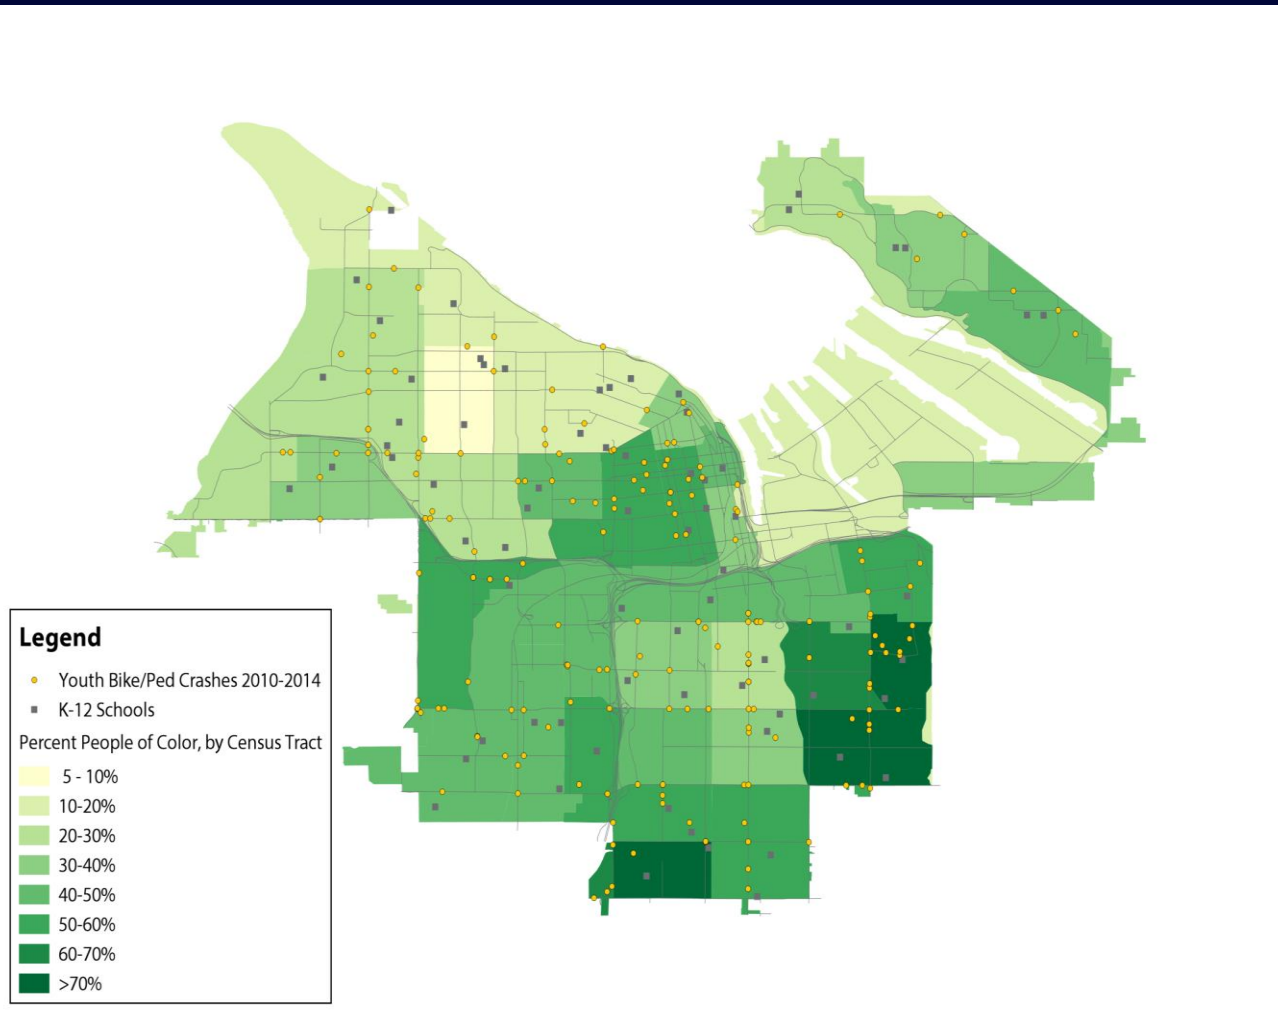 Legend
Youth Bike/Ped Crashes 2010-2014
K-12 Schools
Percent People of Color, by Census Tract
5 - 10%
10-20%
20-30%
30-40%
40-50%
50-60%
60-70%
>70%